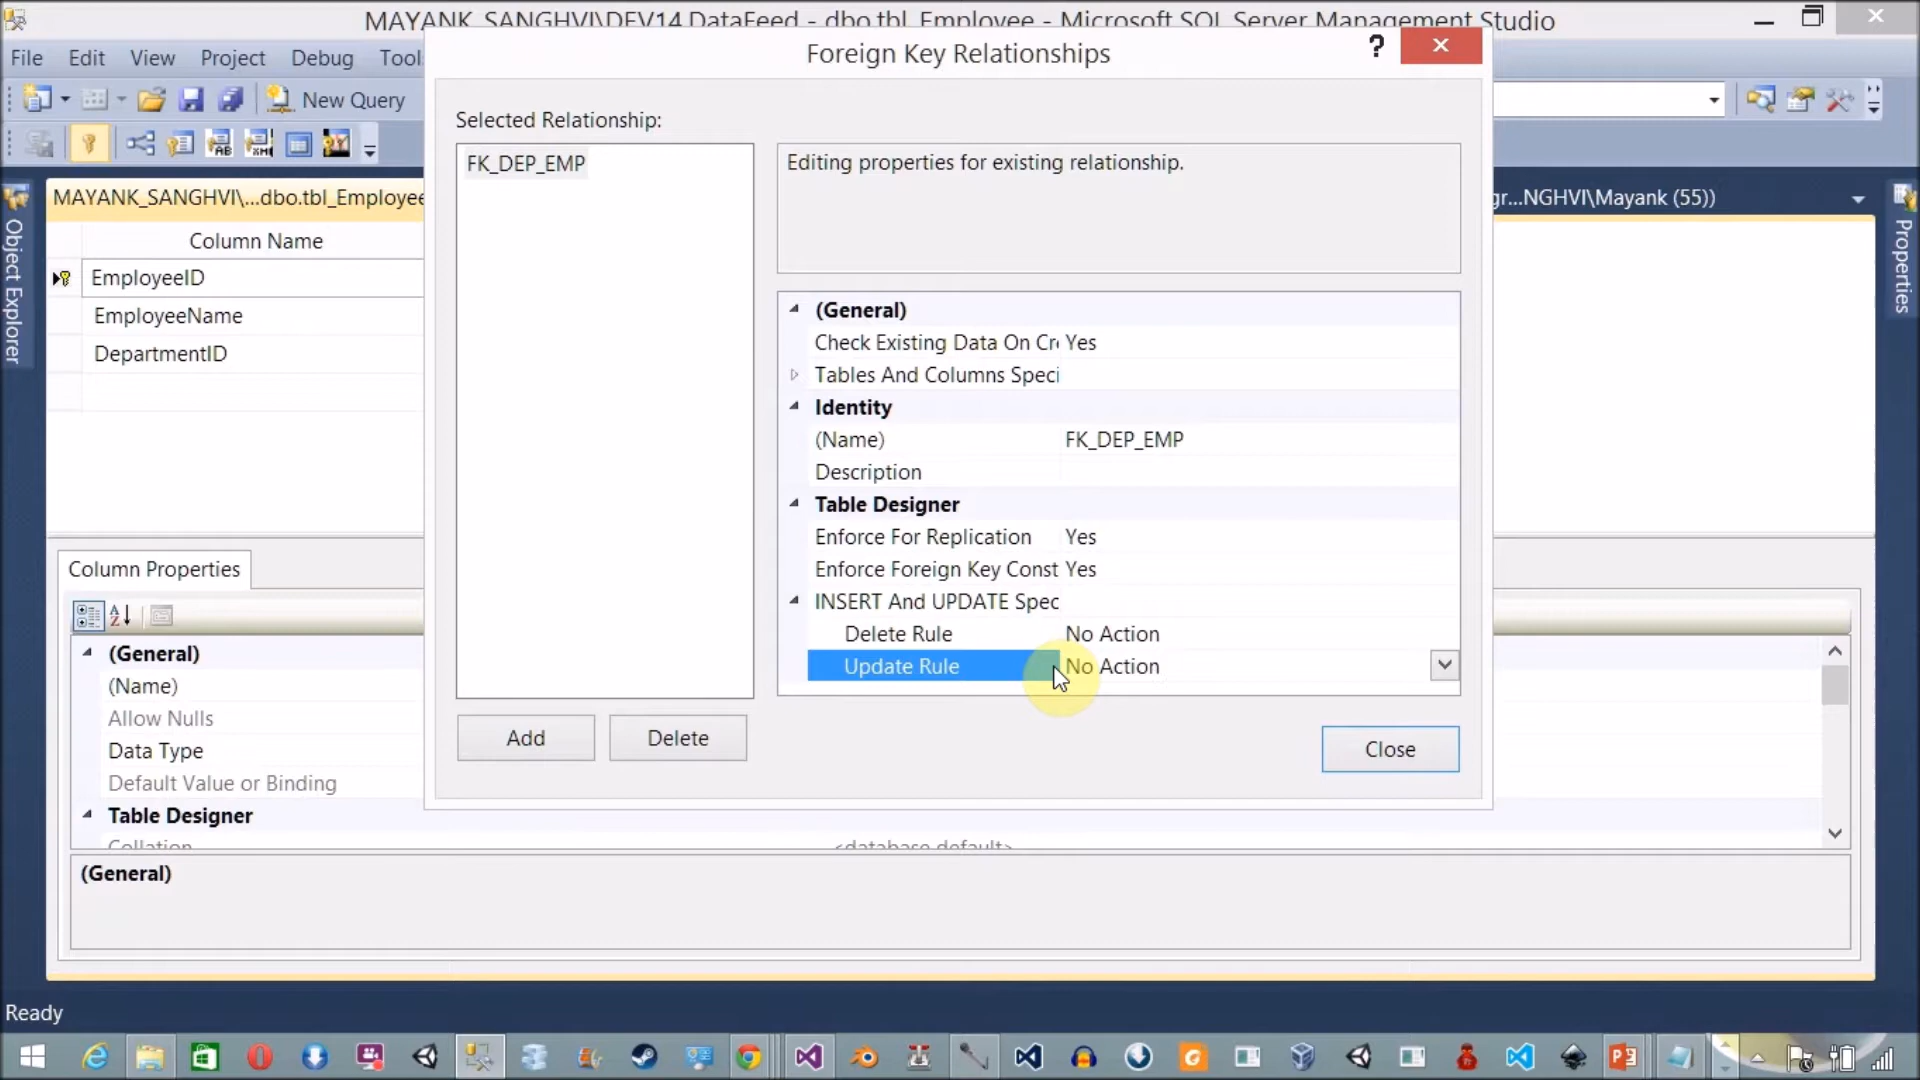 MAYANK_SANGHVI\DEV14.DataFeed - dbo.tbl_Employee - Microsoft SQL Server Management Studio
File Edit View Project Debug Tool
Foreign Key Relationships
?
New Query
Selected Relationship:
FK_DEP_EMP
Editing properties for existing relationship.
MAYANK_SANGHVI\...dbo.tbl_Employee
gr...NGHVI\Mayank (55))
Object Explorer
Properties
Column Name
EmployeeID
EmployeeName
DepartmentID
(General)
Check Existing Data On Cr Yes
Tables And Columns Speci
Identity
(Name) FK_DEP_EMP
Description
Table Designer
Enforce For Replication Yes
Enforce Foreign Key Const Yes
INSERT And UPDATE Spec
Delete Rule No Action
Update Rule No Action
Add Delete
Close
Column Properties
(General)
(Name)
Allow Nulls
Data Type
Default Value or Binding
Table Designer
Collation <database default>
(General)
Ready